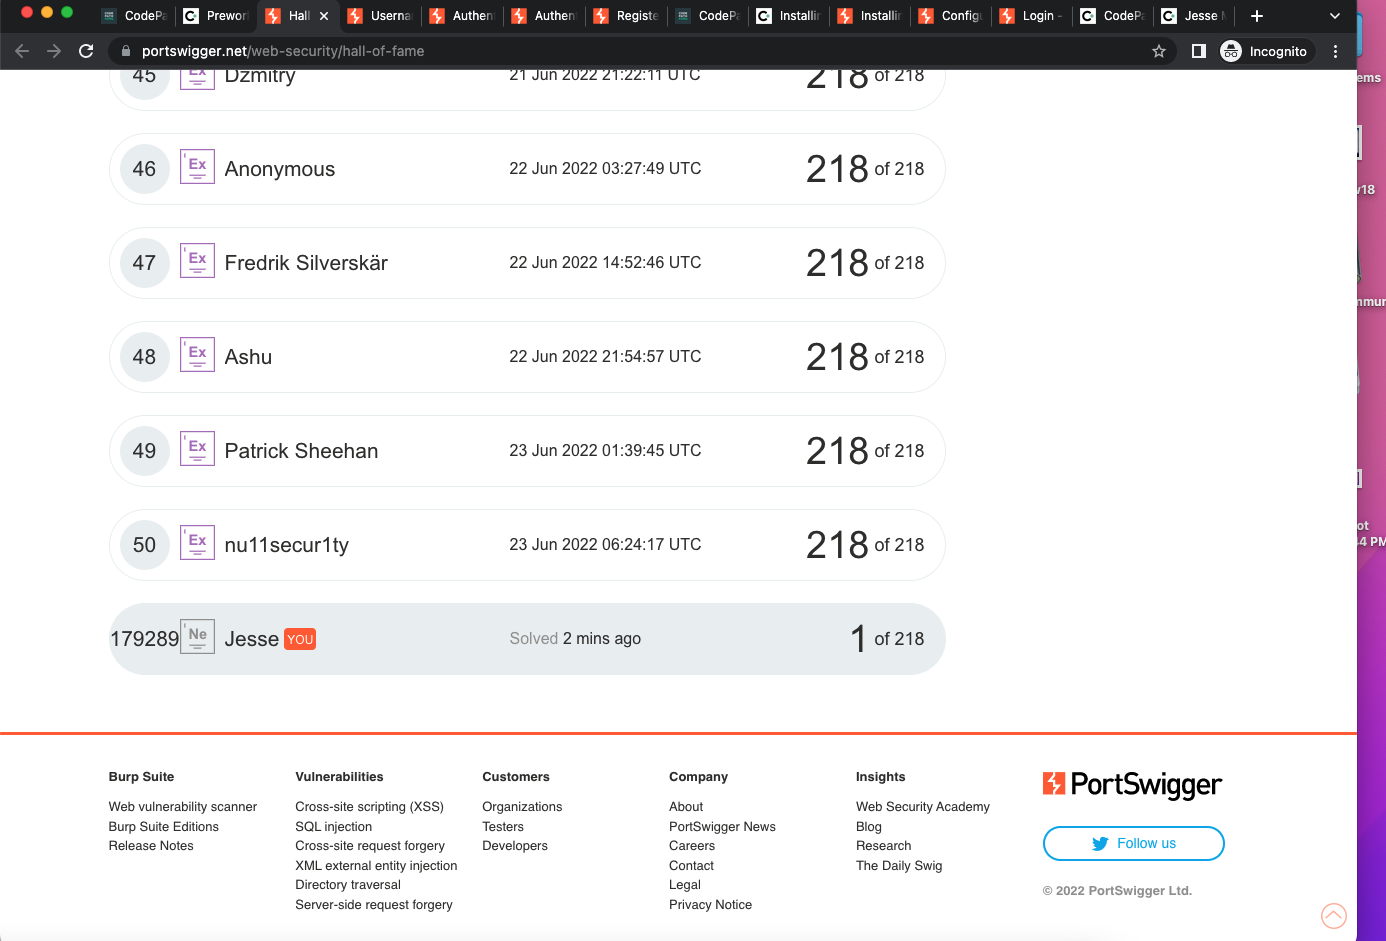 CodePa
Prewor
Hall
Userna
Authen
Authen
Registe
CodePa
Installin
Installin
Configu
Login -
CodePa
Jesse M
portswigger.net/web-security/hall-of-fame
Incognito
45 Ex Dzmitry 21 Jun 2022 21:22:11 UTC 218 of 218
46 Ex Anonymous 22 Jun 2022 03:27:49 UTC 218 of 218
47 Ex Fredrik Silverskär 22 Jun 2022 14:52:46 UTC 218 of 218
48 Ex Ashu 22 Jun 2022 21:54:57 UTC 218 of 218
49 Ex Patrick Sheehan 23 Jun 2022 01:39:45 UTC 218 of 218
50 Ex nu11secur1ty 23 Jun 2022 06:24:17 UTC 218 of 218
179289 Ne Jesse YOU Solved 2 mins ago 1 of 218
Burp Suite
Web vulnerability scanner
Burp Suite Editions
Release Notes
Vulnerabilities
Cross-site scripting (XSS)
SQL injection
Cross-site request forgery
XML external entity injection
Directory traversal
Server-side request forgery
Customers
Organizations
Testers
Developers
Company
About
PortSwigger News
Careers
Contact
Legal
Privacy Notice
Insights
Web Security Academy
Blog
Research
The Daily Swig
PortSwigger
Follow us
© 2022 PortSwigger Ltd.
ems
v18
mmun
ot
44 PM